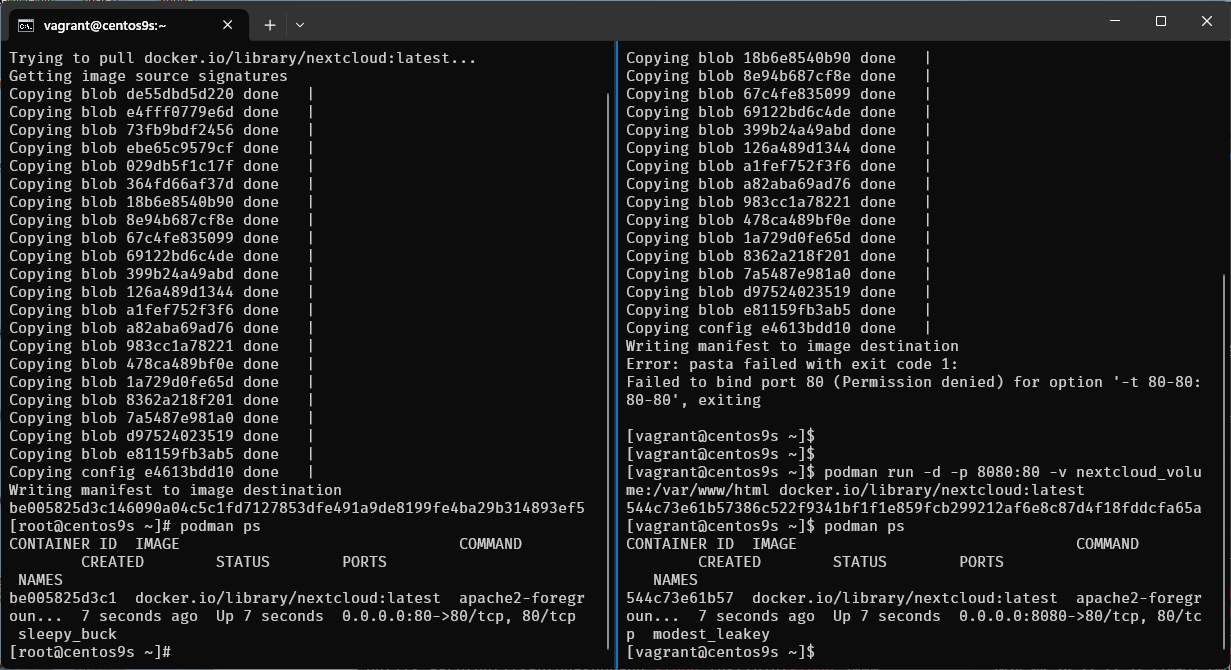 vagrant@centos9s:~
Trying to pull docker.io/library/nextcloud:latest...
Getting image source signatures
Copying blob de55dbd5d220 done   |
Copying blob e4fff0779e6d done   |
Copying blob 73fb9bdf2456 done   |
Copying blob ebe65c9579cf done   |
Copying blob 029db5f1c17f done   |
Copying blob 364fd66af37d done   |
Copying blob 18b6e8540b90 done   |
Copying blob 8e94b687cf8e done   |
Copying blob 67c4fe835099 done   |
Copying blob 69122bd6c4de done   |
Copying blob 399b24a49abd done   |
Copying blob 126a489d1344 done   |
Copying blob a1fef752f3f6 done   |
Copying blob a82aba69ad76 done   |
Copying blob 983cc1a78221 done   |
Copying blob 478ca489bf0e done   |
Copying blob 1a729d0fe65d done   |
Copying blob 8362a218f201 done   |
Copying blob 7a5487e981a0 done   |
Copying blob d97524023519 done   |
Copying blob e81159fb3ab5 done   |
Copying config e4613bdd10 done   |
Writing manifest to image destination
be005825d3c146090a04c5c1fd7127853dfe491a9de8199fe4ba29b314893ef5
[root@centos9s ~]# podman ps
CONTAINER ID  IMAGE                               COMMAND
        CREATED        STATUS        PORTS
 NAMES
be005825d3c1  docker.io/library/nextcloud:latest  apache2-foregr
oun...  7 seconds ago  Up 7 seconds  0.0.0.0:80->80/tcp, 80/tcp
 sleepy_buck
[root@centos9s ~]#
Copying blob 18b6e8540b90 done   |
Copying blob 8e94b687cf8e done   |
Copying blob 67c4fe835099 done   |
Copying blob 69122bd6c4de done   |
Copying blob 399b24a49abd done   |
Copying blob 126a489d1344 done   |
Copying blob a1fef752f3f6 done   |
Copying blob a82aba69ad76 done   |
Copying blob 983cc1a78221 done   |
Copying blob 478ca489bf0e done   |
Copying blob 1a729d0fe65d done   |
Copying blob 8362a218f201 done   |
Copying blob 7a5487e981a0 done   |
Copying blob d97524023519 done   |
Copying blob e81159fb3ab5 done   |
Copying config e4613bdd10 done   |
Writing manifest to image destination
Error: pasta failed with exit code 1:
Failed to bind port 80 (Permission denied) for option '-t 80-80:
80-80', exiting
[vagrant@centos9s ~]$
[vagrant@centos9s ~]$
[vagrant@centos9s ~]$ podman run -d -p 8080:80 -v nextcloud_volu
me:/var/www/html docker.io/library/nextcloud:latest
544c73e61b57386c522f9341bf1f1e859fcb299212af6e8c87d4f18fddcfa65a
[vagrant@centos9s ~]$ podman ps
CONTAINER ID  IMAGE                               COMMAND
        CREATED        STATUS        PORTS
   NAMES
544c73e61b57  docker.io/library/nextcloud:latest  apache2-foregr
oun...  7 seconds ago  Up 7 seconds  0.0.0.0:8080->80/tcp, 80/tc
p  modest_leakey
[vagrant@centos9s ~]$